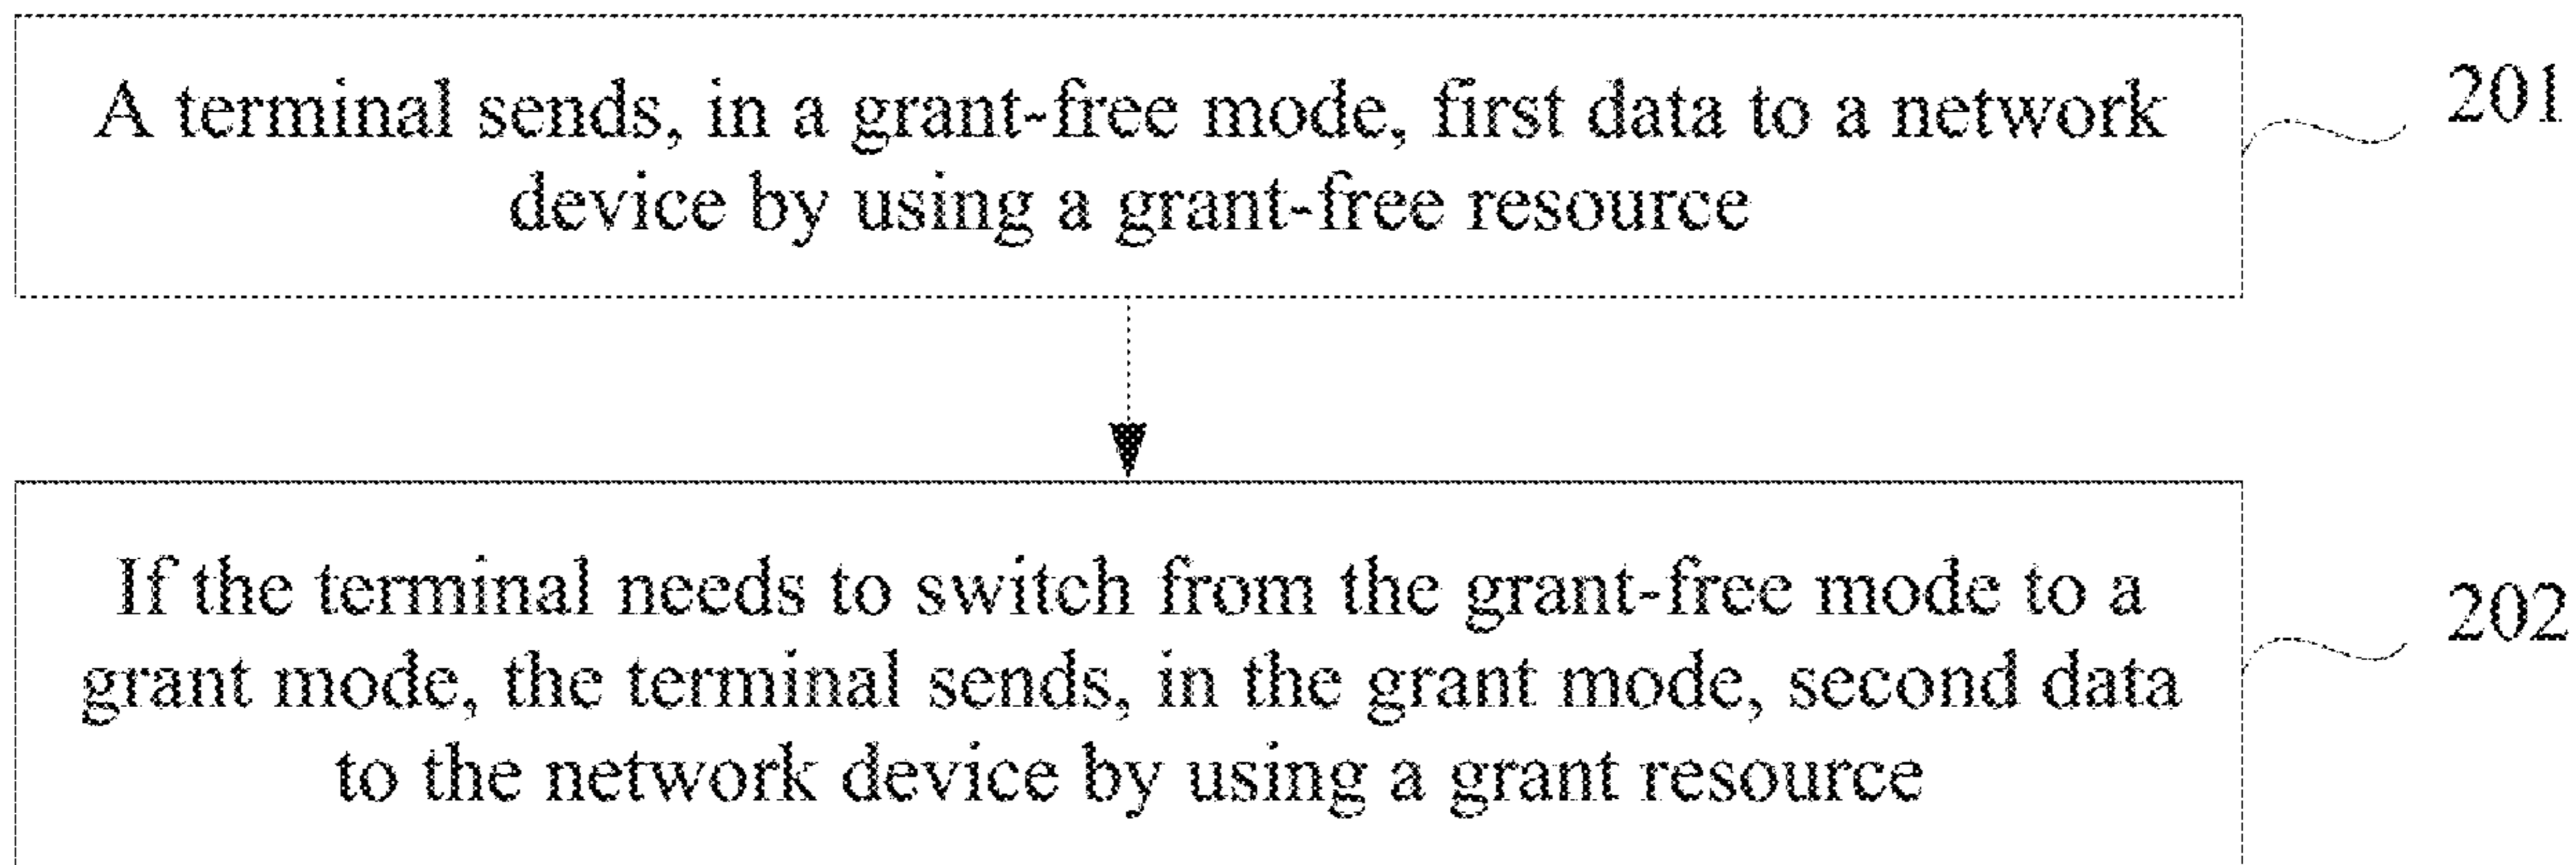 A terminal sends, in a grant-free mode, first data to a network
device by using a grant-free resource
201
If the terminal needs to switch from the grant-free mode to a
grant mode, the terminal sends, in the grant mode, second data
to the network device by using a grant resource
202